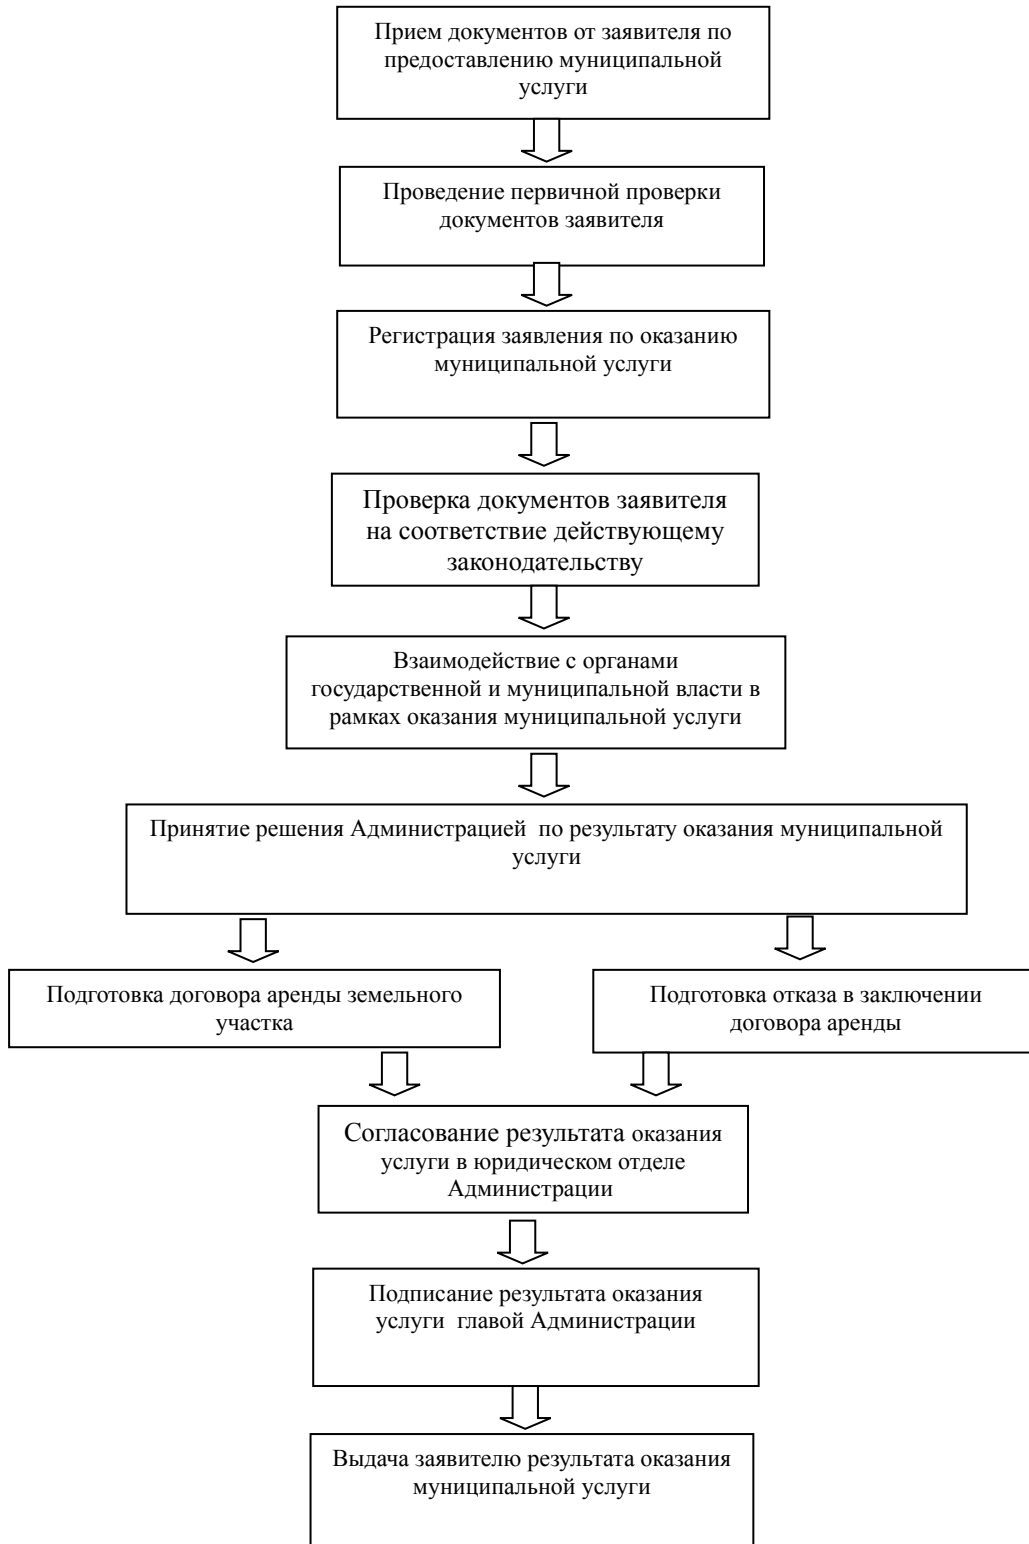 Прием документов от заявителя по
предоставлению муниципальной
услуги
Проведение первичной проверки
документов заявителя
Регистрация заявления по оказанию
муниципальной услуги
Проверка документов заявителя
на соответствие действующему
законодательству
Взаимодействие с органами
государственной и муниципальной власти в
рамках оказания муниципальной услуги
Принятие решения Администрацией  по результату оказания муниципальной
услуги
Подготовка договора аренды земельного
участка
Подготовка отказа в заключении
договора аренды
Согласование результата оказания
услуги в юридическом отделе
Администрации
Подписание результата оказания
услуги  главой Администрации
Выдача заявителю результата оказания
муниципальной услуги